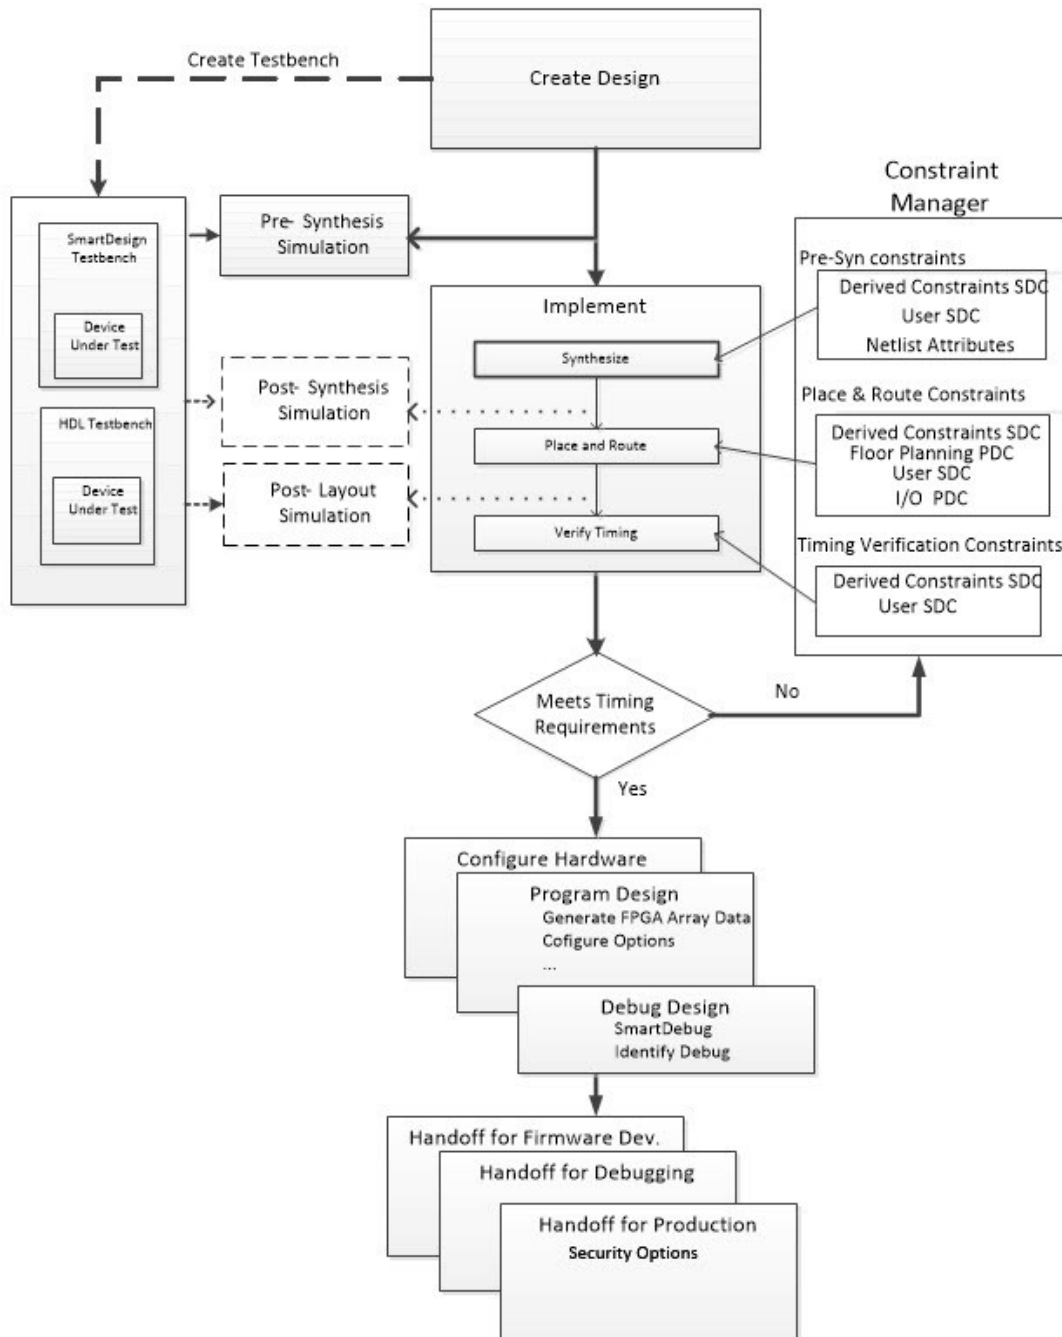 Create Testbench
Create Design
Constraint
Manager
SmartDesign
Testbench
Device
Under Test
Pre- Synthesis
Simulation
Pre-Syn constraints
Derived Constraints SDC
User SDC
Netlist Attributes
Implement
Synthesize
Post- Synthesis
Simulation
Place & Route Constraints
Derived Constraints SDC
Floor Planning PDC
User SDC
I/O PDC
HDL Testbench
Device
Under Test
Place and Route
Post- Layout
Simulation
Verify Timing
Timing Verification Constraints
Derived Constraints SDC
User SDC
Meets Timing
Requirements
No
Yes
Configure Hardware
Program Design
Generate FPGA Array Data
Cofigure Options
...
Debug Design
SmartDebug
Identify Debug
Handoff for Firmware Dev.
Handoff for Debugging
Handoff for Production
Security Options